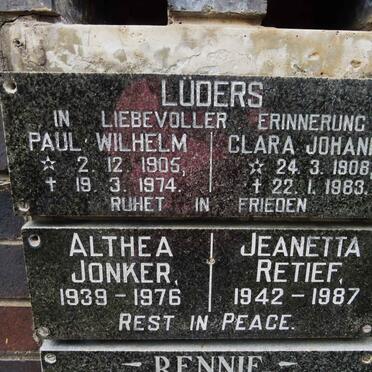 LÜDERS
IN LIEBEVOLLER ERINNERUNG
PAUL WILHELM
☆ 2. 12. 1905,
✝ 19. 3. 1974.
CLARA JOHAN
☆ 24. 3. 1908,
✝ 22. 1. 1983.
RUHET IN FRIEDEN
ALTHEA
JONKER,
1939 – 1976
JEANETTA
RETIEF,
1942 – 1987
REST IN PEACE.
– RENNIE –